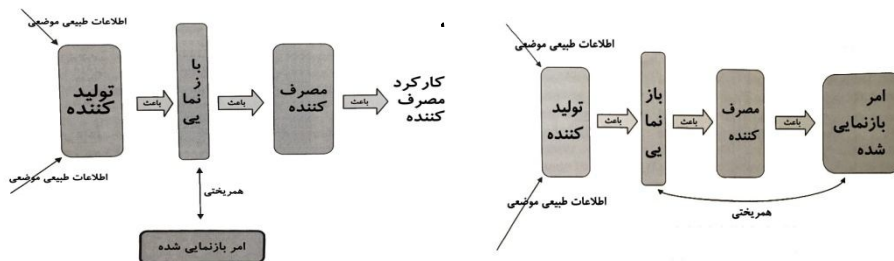 اطلاعات طبیعی موضعی
تولید
کننده
باعث
با
ز
نما
یی
باعث
مصرف
کننده
باعث
کارکرد
مصرف
کننده
اطلاعات طبیعی موضعی
همریختی
امر بازنمایی شده
اطلاعات طبیعی موضعی
تولید
کننده
باعث
باز
نما
یی
باعث
مصرف
کننده
باعث
امر
بازنمایی
شده
همریختی
اطلاعات طبیعی موضعی